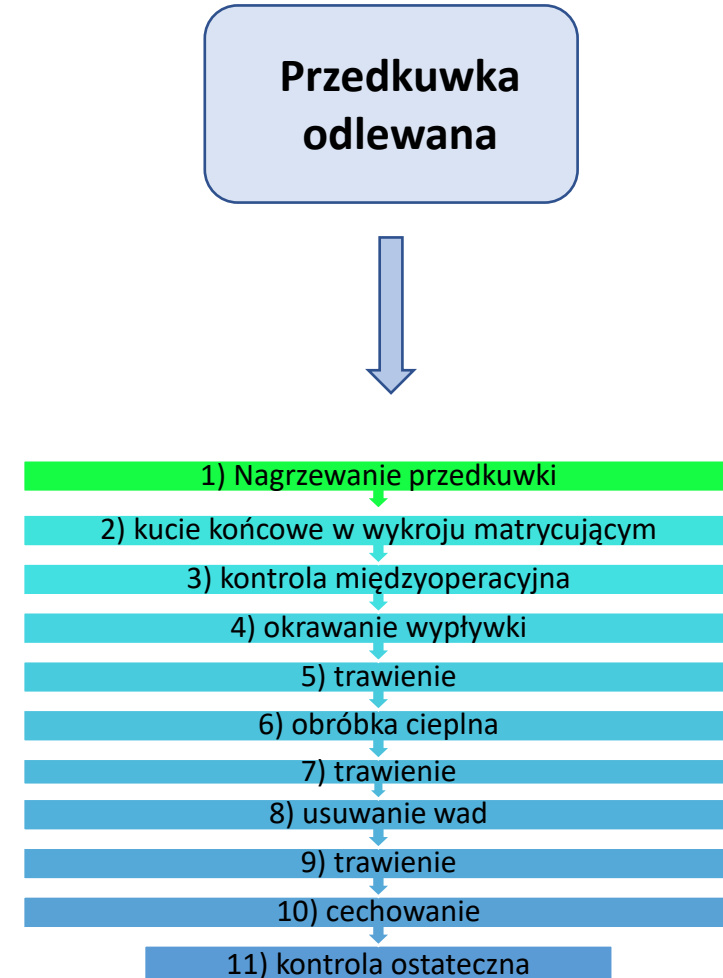 Przedkuwka
odlewana
1) Nagrzewanie przedkuwki
2) kucie końcowe w wykroju matrycującym
3) kontrola międzyoperacyjna
4) okrawanie wypływki
5) trawienie
6) obróbka cieplna
7) trawienie
8) usuwanie wad
9) trawienie
10) cechowanie
11) kontrola ostateczna